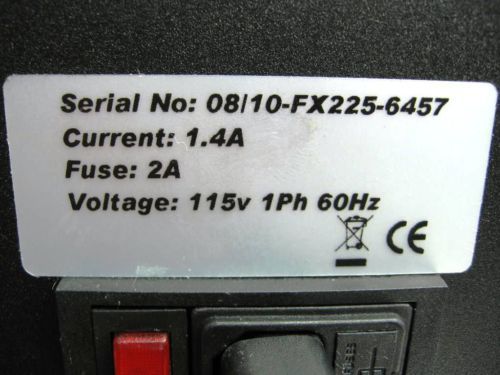 Serial No: 08/10-FX225-6457
Current: 1.4A
Fuse: 2A
Voltage: 115v 1Ph 60Hz
CE